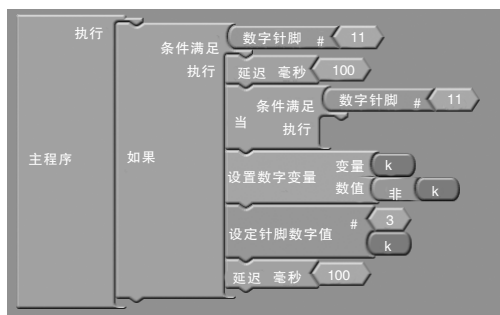 执行
条件满足 数字针脚 # 11
执行 延迟 毫秒 100
条件满足 数字针脚 # 11
当
执行
主程序 如果
设置数字变量 变量 k
数值 非 k
设定针脚数字值 # 3
k
延迟 毫秒 100